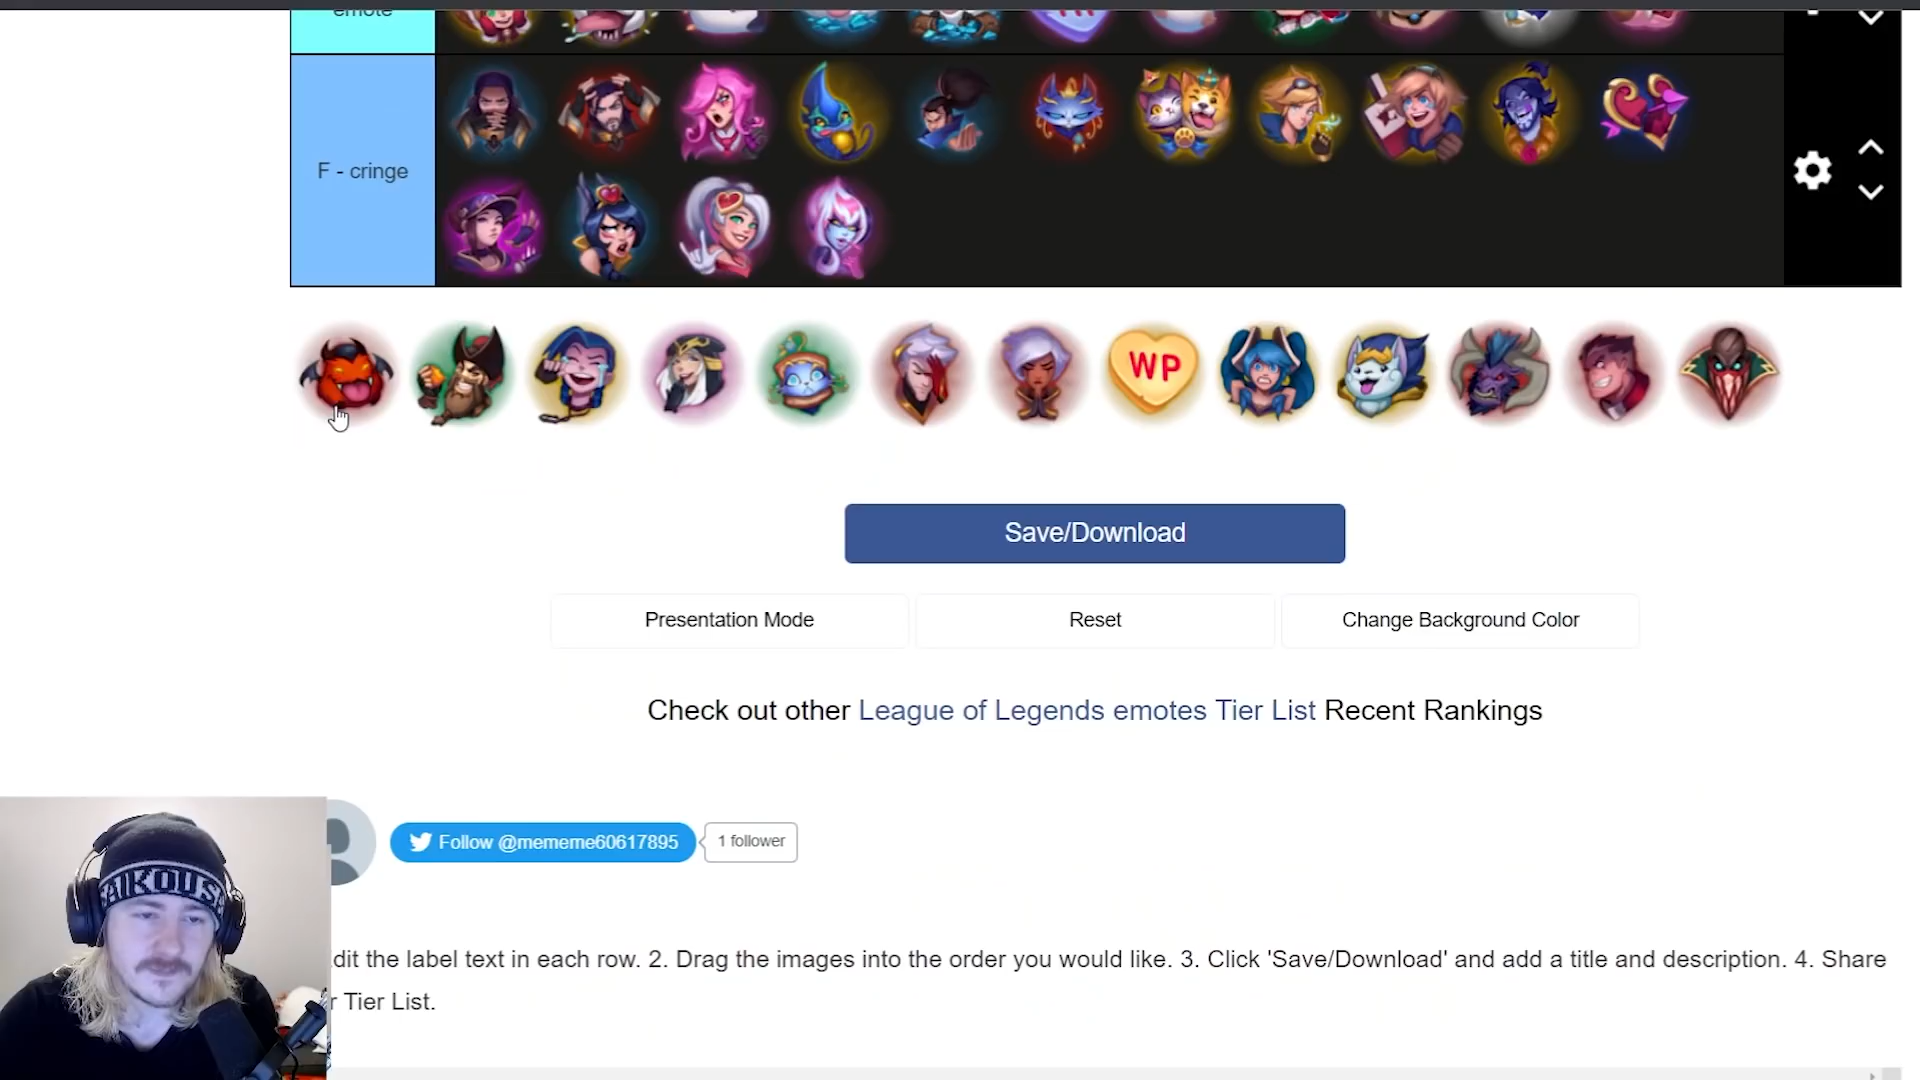 emote
F - cringe
WP
Save/Download
Presentation Mode
Reset
Change Background Color
Check out other League of Legends emotes Tier List Recent Rankings
Follow @mememe60617895
1 follower
AIKOUS
dit the label text in each row. 2. Drag the images into the order you would like. 3. Click 'Save/Download' and add a title and description. 4. Share
r Tier List.